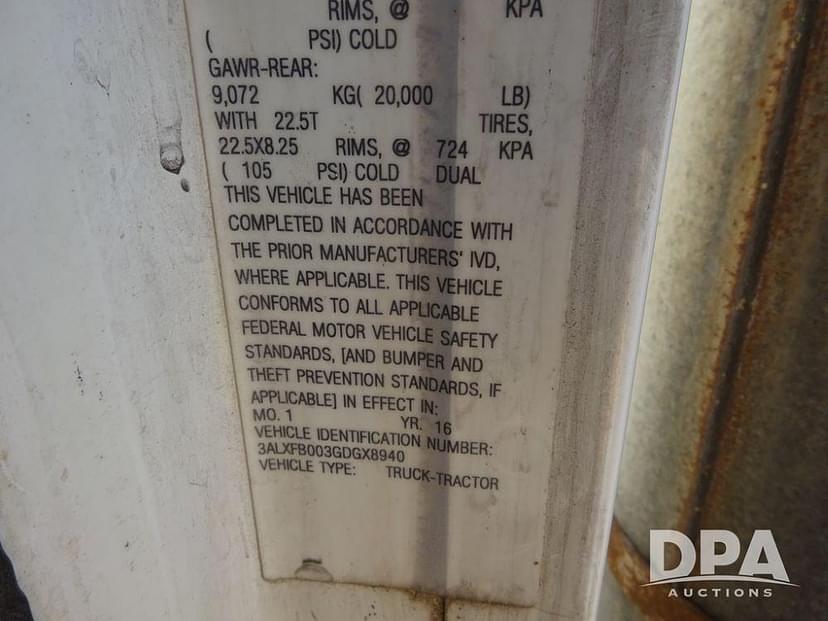 RIMS, @ KPA
( PSI) COLD
GAWR-REAR:
9,072 KG( 20,000 LB)
WITH 22.5T TIRES,
22.5X8.25 RIMS, @ 724 KPA
( 105 PSI) COLD DUAL
THIS VEHICLE HAS BEEN
COMPLETED IN ACCORDANCE WITH
THE PRIOR MANUFACTURERS' IVD,
WHERE APPLICABLE. THIS VEHICLE
CONFORMS TO ALL APPLICABLE
FEDERAL MOTOR VEHICLE SAFETY
STANDARDS, [AND BUMPER AND
THEFT PREVENTION STANDARDS, IF
APPLICABLE] IN EFFECT IN:
MO. 1 YR. 16
VEHICLE IDENTIFICATION NUMBER:
3ALXFB003GDGX8940
VEHICLE TYPE: TRUCK-TRACTOR
DPA
AUCTIONS